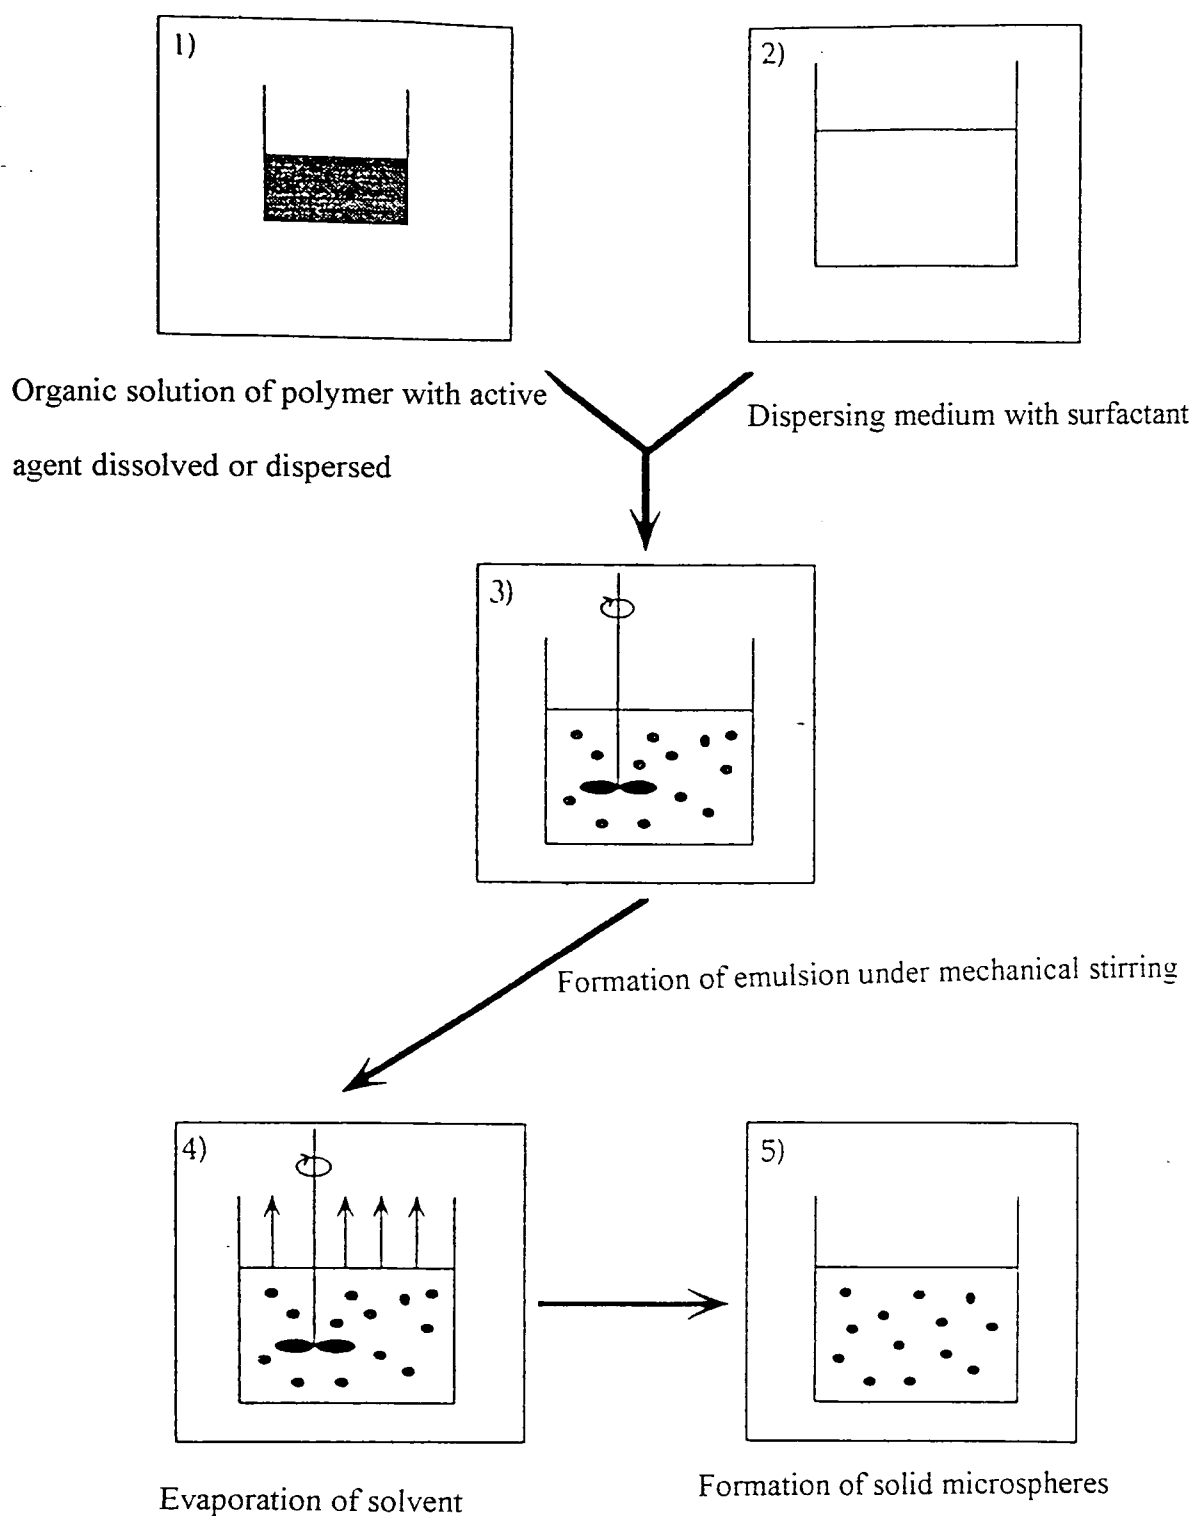 1)
2)
Organic solution of polymer with active
agent dissolved or dispersed
Dispersing medium with surfactant
3)
Formation of emulsion under mechanical stirring
4)
5)
Evaporation of solvent
Formation of solid microspheres